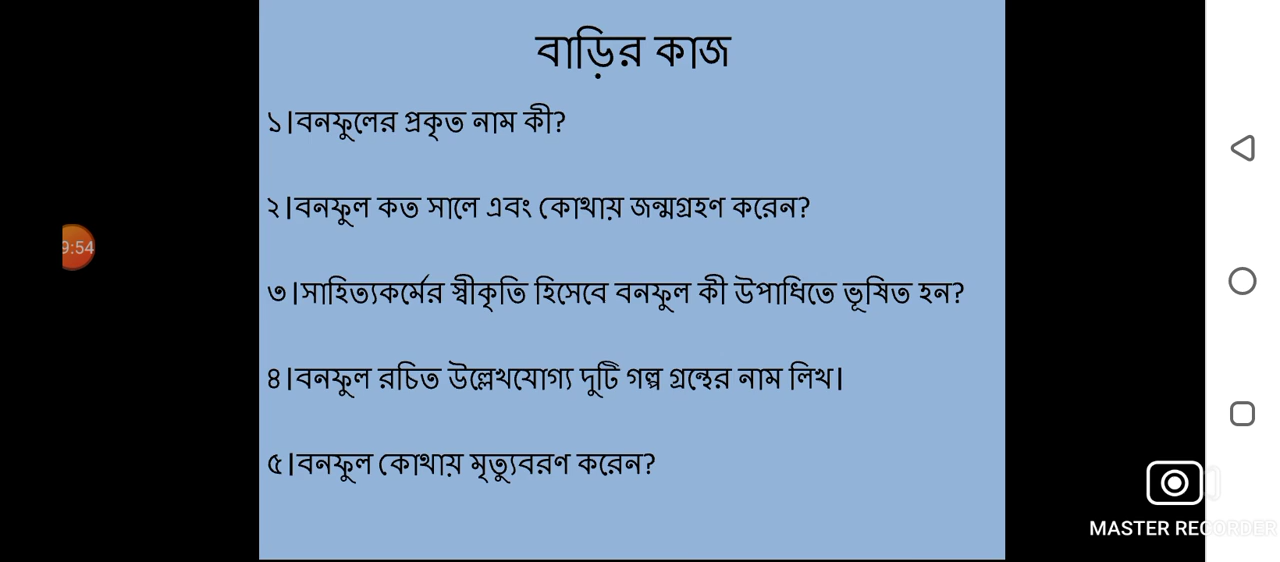 বাড়ির কাজ
১।বনফুলের প্রকৃত নাম কী?
২।বনফুল কত সালে এবং কোথায় জন্মগ্রহণ করেন?
৩।সাহিত্যকর্মের স্বীকৃতি হিসেবে বনফুল কী উপাধিতে ভূষিত হন?
৪।বনফুল রচিত উল্লেখযোগ্য দুটি গল্প গ্রন্থের নাম লিখ।
৫।বনফুল কোথায় মৃত্যুবরণ করেন?
9:54
MASTER RECORDER